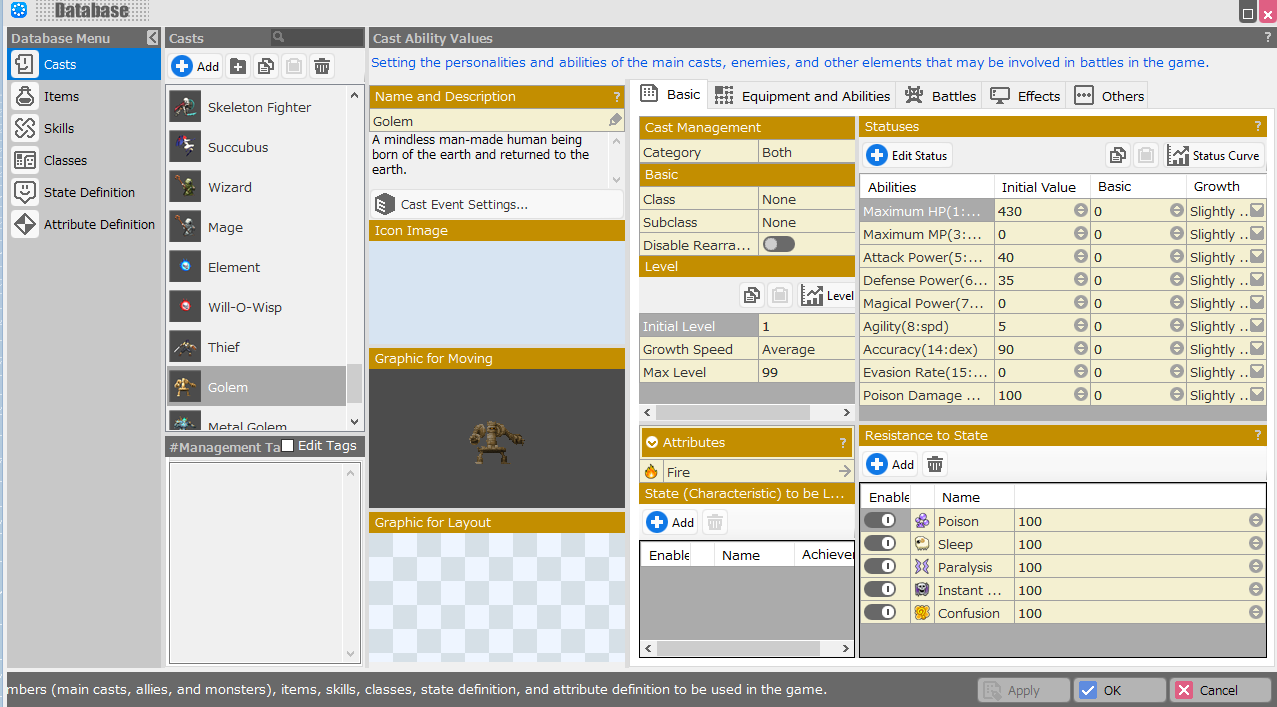 Database
Database Menu
Casts
Items
Skills
Classes
State Definition
Attribute Definition
Casts
Add
Skeleton Fighter
Succubus
Wizard
Mage
Element
Will-O-Wisp
Thief
Golem
Metal Golem
#Management Ta
Edit Tags
Cast Ability Values
?
Setting the personalities and abilities of the main casts, enemies, and other elements that may be involved in battles in the game.
Name and Description ?
Golem
A mindless man-made human being
born of the earth and returned to the
earth.
Cast Event Settings...
Icon Image
Graphic for Moving
Graphic for Layout
Basic
Equipment and Abilities
Battles
Effects
Others
Cast Management
Category Both
Basic
Class None
Subclass None
Disable Rearra...
Level
Level
Initial Level 1
Growth Speed Average
Max Level 99
Attributes ?
Fire
State (Characteristic) to be L...
Add
Enable Name Achiever
Statuses ?
Edit Status
Status Curve
Abilities Initial Value Basic Growth
Maximum HP(1:... 430 0 Slightly ..
Maximum MP(3:... 0 0 Slightly ..
Attack Power(5:... 40 0 Slightly ..
Defense Power(6... 35 0 Slightly ..
Magical Power(7... 0 0 Slightly ..
Agility(8:spd) 5 0 Slightly ..
Accuracy(14:dex) 90 0 Slightly ..
Evasion Rate(15:... 0 0 Slightly ..
Poison Damage ... 100 0 Slightly ..
Resistance to State ?
Add
Enable Name
Poison 100
Sleep 100
Paralysis 100
Instant ... 100
Confusion 100
mbers (main casts, allies, and monsters), items, skills, classes, state definition, and attribute definition to be used in the game.
Apply
OK
Cancel